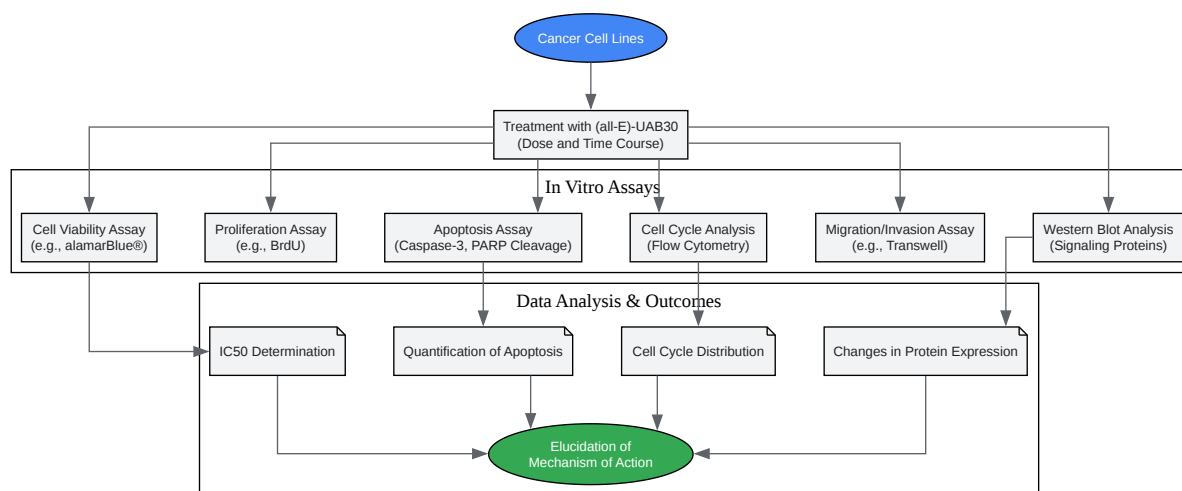 Cancer Cell Lines
Treatment with (all-E)-UAB30
(Dose and Time Course)
In Vitro Assays
Cell Viability Assay
(e.g., alamarBlue®)
Proliferation Assay
(e.g., BrdU)
Apoptosis Assay
(Caspase-3, PARP Cleavage)
Cell Cycle Analysis
(Flow Cytometry)
Migration/Invasion Assay
(e.g., Transwell)
Western Blot Analysis
(Signaling Proteins)
Data Analysis & Outcomes
IC50 Determination
Quantification of Apoptosis
Cell Cycle Distribution
Changes in Protein Expression
Elucidation of
Mechanism of Action